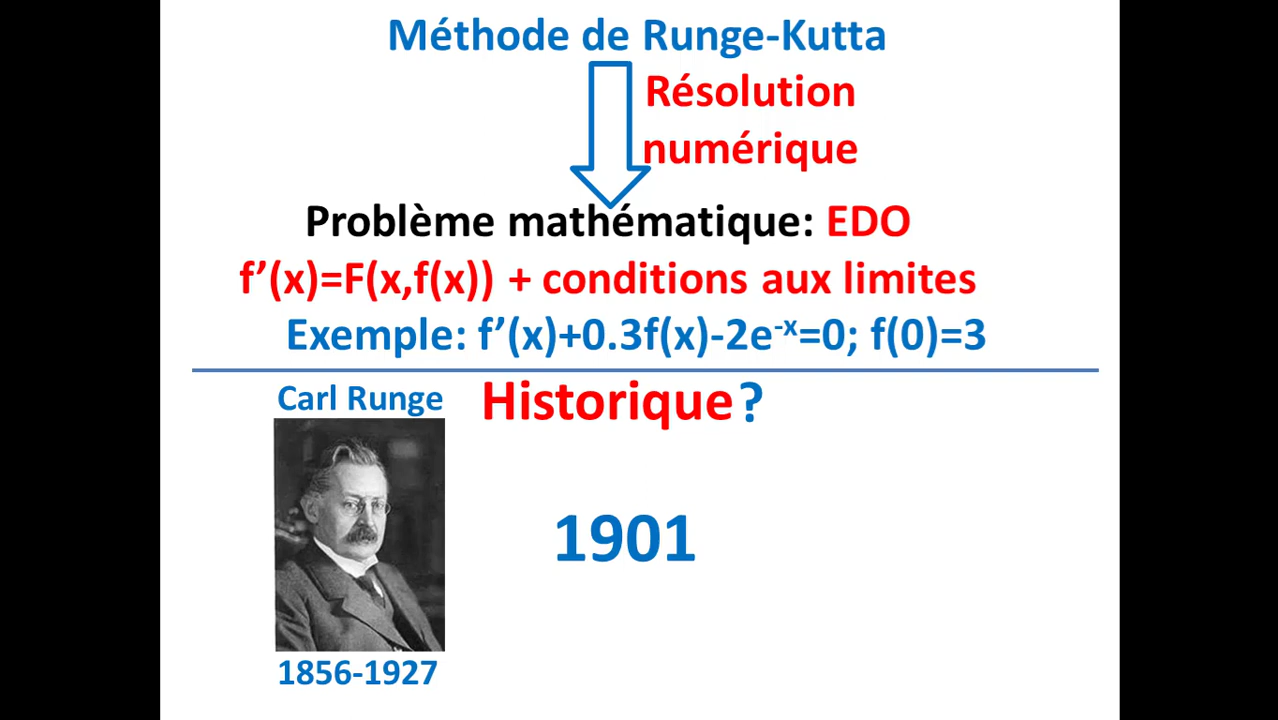 Méthode de Runge-Kutta
Résolution
numérique
Problème mathématique: EDO
f’(x)=F(x,f(x)) + conditions aux limites
Exemple: f’(x)+0.3f(x)-2e⁻ˣ=0; f(0)=3
Carl Runge
Historique?
1901
1856-1927